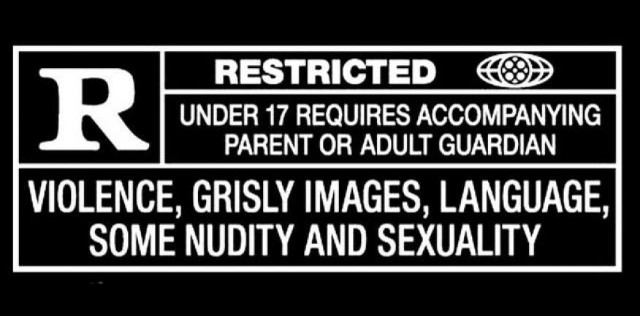 R
RESTRICTED
UNDER 17 REQUIRES ACCOMPANYING
PARENT OR ADULT GUARDIAN
VIOLENCE, GRISLY IMAGES, LANGUAGE,
SOME NUDITY AND SEXUALITY